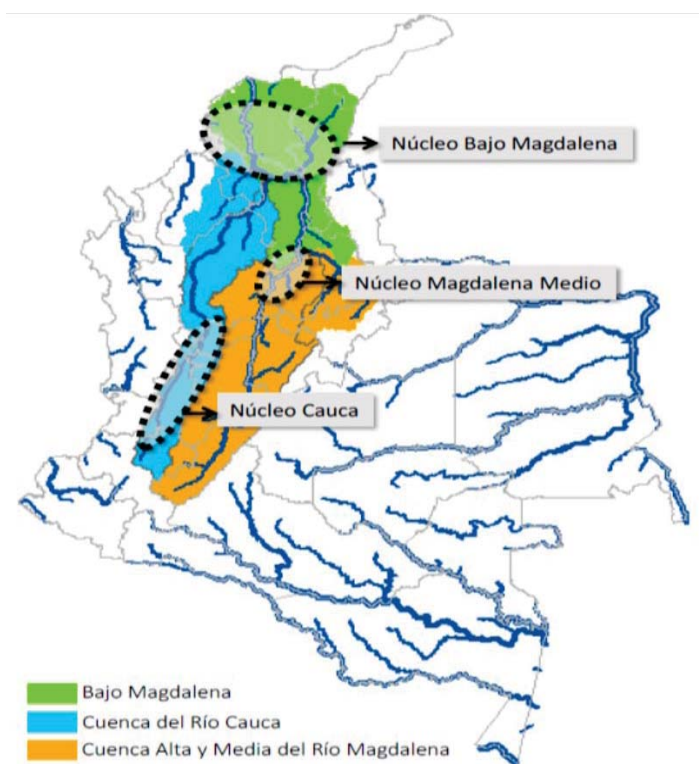 Núcleo Bajo Magdalena
Núcleo Magdalena Medio
Núcleo Cauca
Bajo Magdalena
Cuenca del Río Cauca
Cuenca Alta y Media del Río Magdalena